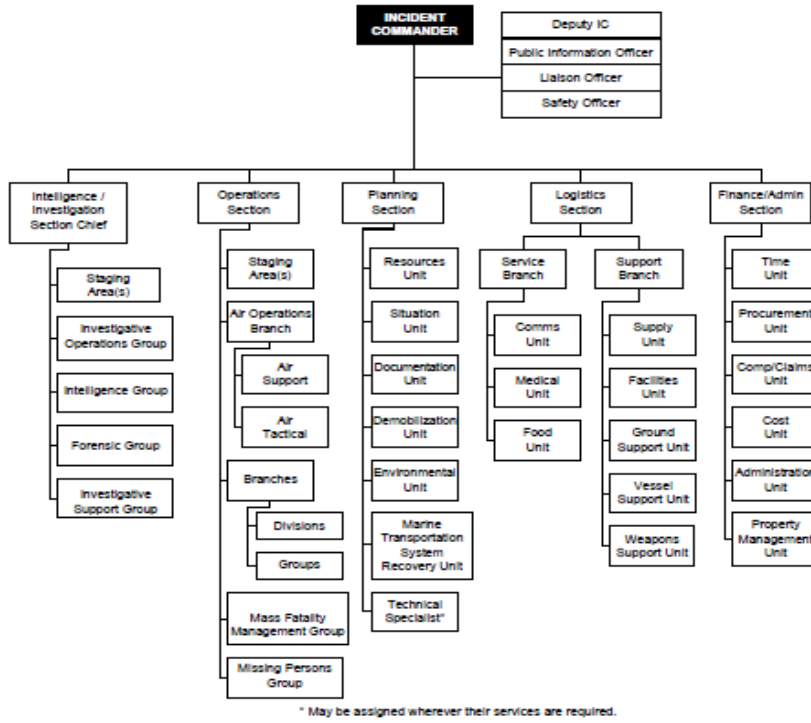 INCIDENT
COMMANDER
Deputy IC
Public Information Officer
Liaison Officer
Safety Officer
Intelligence /
Investigation
Section Chief
Staging
Area(s)
Investigative
Operations Group
Intelligence Group
Forensic Group
Investigative
Support Group
Operations
Section
Staging
Area(s)
Air Operations
Branch
Air
Support
Air
Tactical
Branches
Divisions
Groups
Mass Fatality
Management Group
Missing Persons
Group
Planning
Section
Resources
Unit
Situation
Unit
Documentation
Unit
Demobilization
Unit
Environmental
Unit
Marine
Transportation
System
Recovery Unit
Technical
Specialist*
Logistics
Section
Service
Branch
Comms
Unit
Medical
Unit
Food
Unit
Support
Branch
Supply
Unit
Facilities
Unit
Ground
Support Unit
Vessel
Support Unit
Weapons
Support Unit
Finance/Admin
Section
Time
Unit
Procurement
Unit
Comp/Claims
Unit
Cost
Unit
Administration
Unit
Property
Management
Unit
* May be assigned wherever their services are required.